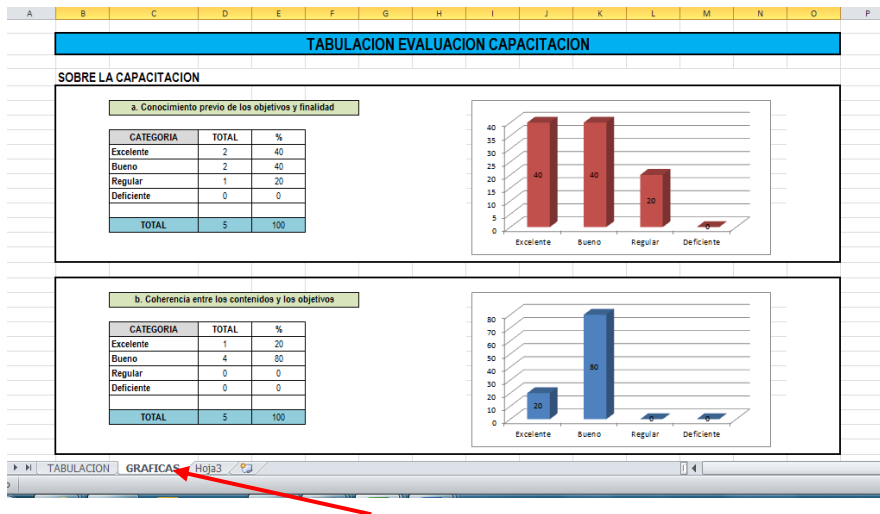 A B C D E F G H I J K L M N O P
TABULACION EVALUACION CAPACITACION
SOBRE LA CAPACITACION
a. Conocimiento previo de los objetivos y finalidad
CATEGORIA TOTAL %
Excelente 2 40
Bueno 2 40
Regular 1 20
Deficiente 0 0
TOTAL 5 100
40
35
30
25
20
15
10
5
0
40 40 20 0
Excelente Bueno Regular Deficiente
b. Coherencia entre los contenidos y los objetivos
CATEGORIA TOTAL %
Excelente 1 20
Bueno 4 80
Regular 0 0
Deficiente 0 0
TOTAL 5 100
80
70
60
50
40
30
20
10
0
20 80 0 0
Excelente Bueno Regular Deficiente
TABULACION GRAFICAS Hoja3